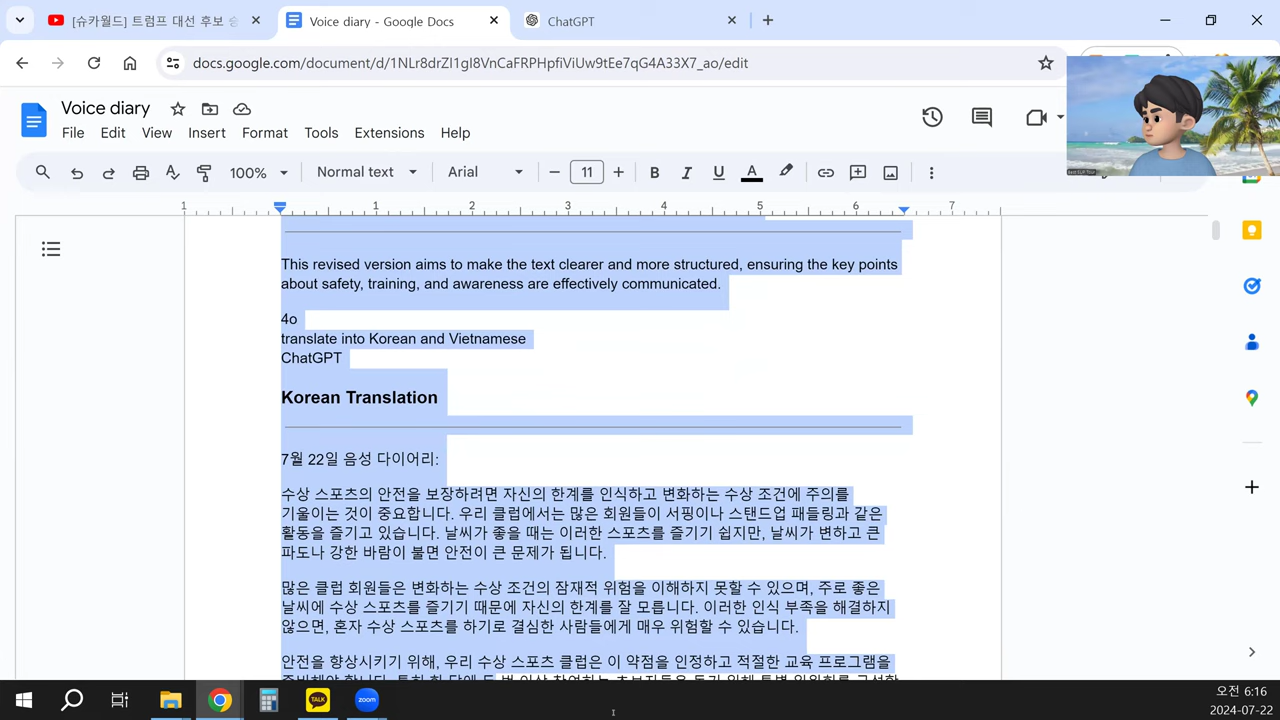 [슈카월드] 트럼프 대선 후보 승
Voice diary - Google Docs
ChatGPT
docs.google.com/document/d/1NLr8drZI1gl8VnCaFRPHpfiViUw9tEe7qG4A33X7_ao/edit
Voice diary
File Edit View Insert Format Tools Extensions Help
100% Normal text Arial 11 B I U A
1 1 2 3 4 5 6 7
This revised version aims to make the text clearer and more structured, ensuring the key points
about safety, training, and awareness are effectively communicated.
4o
translate into Korean and Vietnamese
ChatGPT
Korean Translation
7월 22일 음성 다이어리:
수상 스포츠의 안전을 보장하려면 자신의 한계를 인식하고 변화하는 수상 조건에 주의를
기울이는 것이 중요합니다. 우리 클럽에서는 많은 회원들이 서핑이나 스탠드업 패들링과 같은
활동을 즐기고 있습니다. 날씨가 좋을 때는 이러한 스포츠를 즐기기 쉽지만, 날씨가 변하고 큰
파도나 강한 바람이 불면 안전이 큰 문제가 됩니다.
많은 클럽 회원들은 변화하는 수상 조건의 잠재적 위험을 이해하지 못할 수 있으며, 주로 좋은
날씨에 수상 스포츠를 즐기기 때문에 자신의 한계를 잘 모릅니다. 이러한 인식 부족을 해결하지
않으면, 혼자 수상 스포츠를 하기로 결심한 사람들에게 매우 위험할 수 있습니다.
안전을 향상시키기 위해, 우리 수상 스포츠 클럽은 이 약점을 인정하고 적절한 교육 프로그램을
TALK
zoom
오전 6:16
2024-07-22